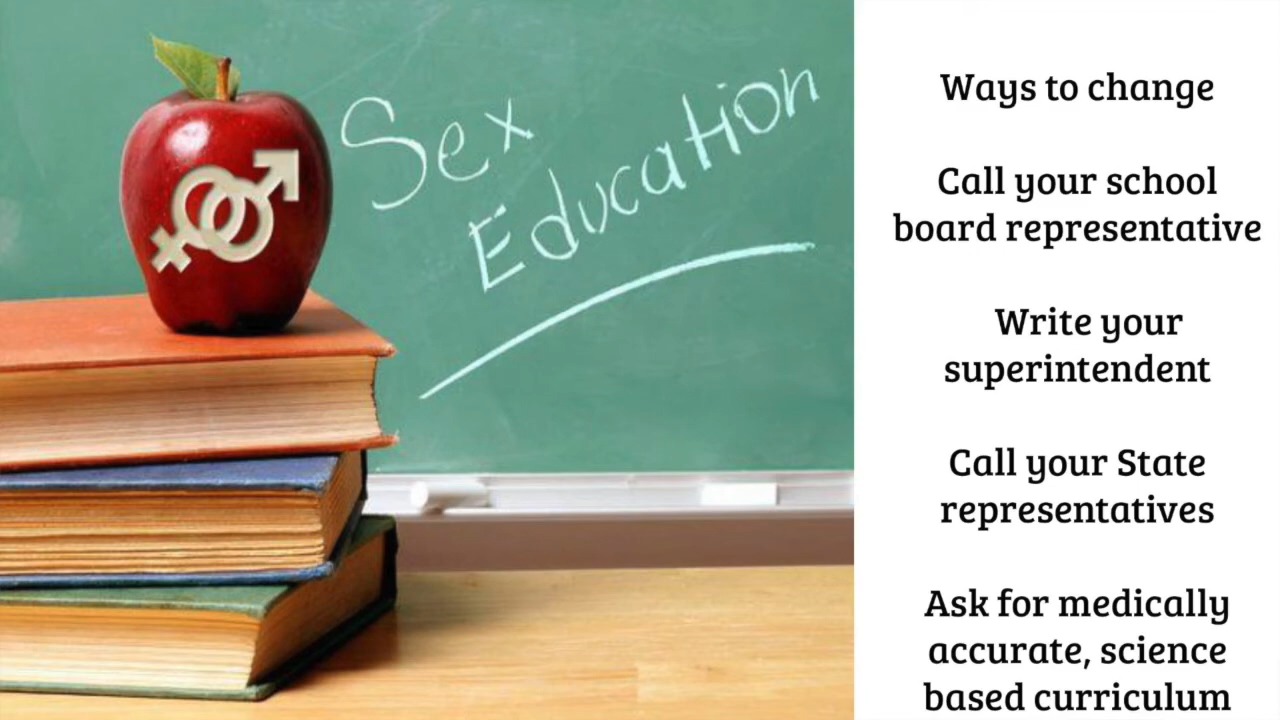 Sex
Education
Ways to change
Call your school
board representative
Write your
superintendent
Call your State
representatives
Ask for medically
accurate, science
based curriculum